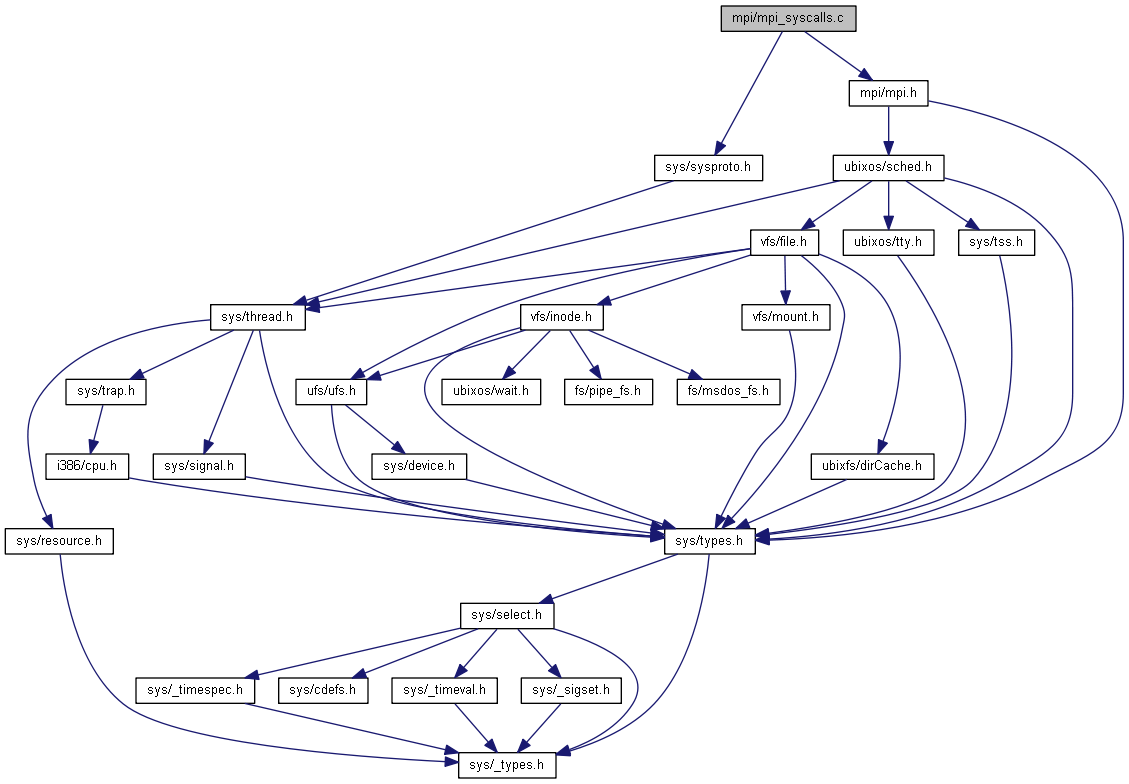 mpi/mpi_syscalls.c
mpi/mpi.h
sys/sysproto.h
ubixos/sched.h
vfs/file.h
ubixos/tty.h
sys/tss.h
sys/thread.h
vfs/inode.h
vfs/mount.h
sys/trap.h
ufs/ufs.h
ubixos/wait.h
fs/pipe_fs.h
fs/msdos_fs.h
i386/cpu.h
sys/signal.h
sys/device.h
ubixfs/dirCache.h
sys/resource.h
sys/types.h
sys/select.h
sys/_timespec.h
sys/cdefs.h
sys/_timeval.h
sys/_sigset.h
sys/_types.h